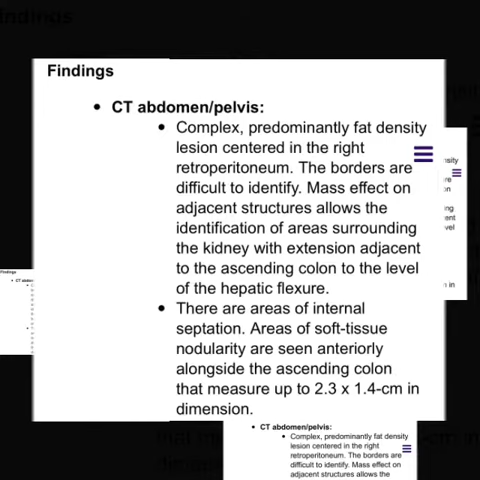 Findings
Findings
• CT abdomen/pelvis:
• Complex, predominantly fat density
lesion centered in the right
retroperitoneum. The borders are
difficult to identify. Mass effect on
adjacent structures allows the
identification of areas surrounding
the kidney with extension adjacent
to the ascending colon to the level
of the hepatic flexure.
• There are areas of internal
septation. Areas of soft-tissue
nodularity are seen anteriorly
alongside the ascending colon
that measure up to 2.3 x 1.4-cm in
dimension.
• CT abdomen/pelvis:
• Complex, predominantly fat density
lesion centered in the right
retroperitoneum. The borders are
difficult to identify. Mass effect on
adjacent structures allows the